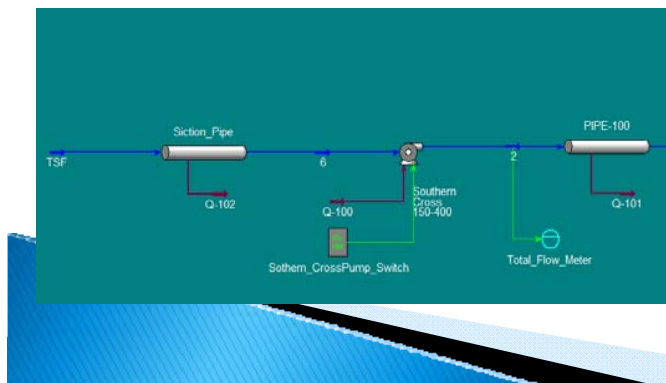 Siction_Pipe
PIPE-100
TSF
6
2
Q-102
Q-100
Southern
Cross
150-400
Q-101
Sothern_CrossPump_Switch
Total_Flow_Meter